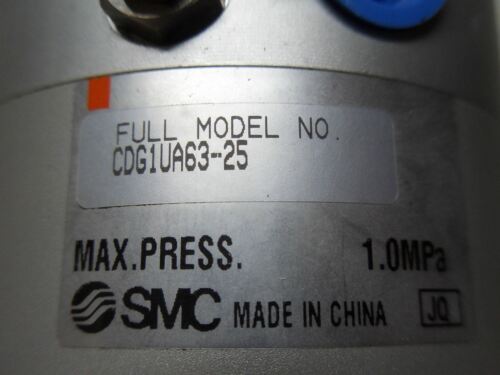 FULL MODEL NO.
CDG1UA63-25
MAX.PRESS. 1.0MPa
SMC MADE IN CHINA JQ